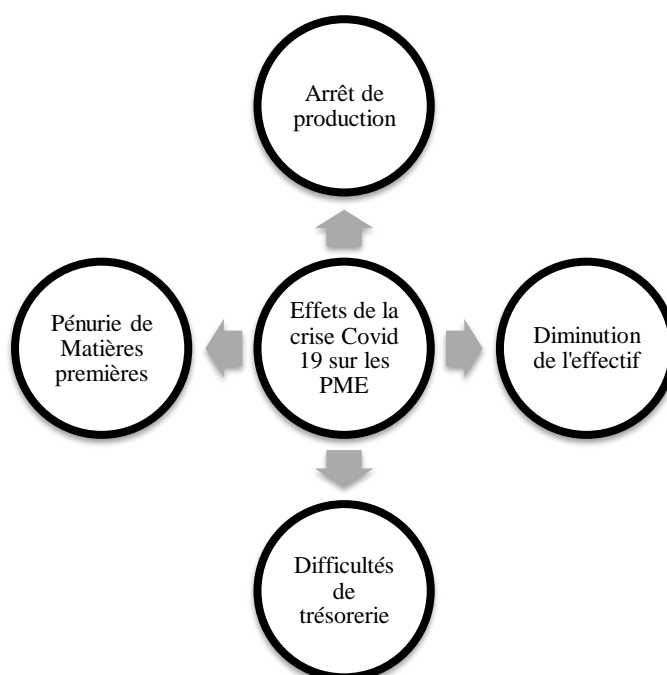 Arrêt de
production
Pénurie de
Matières
premières
Effets de la
crise Covid
19 sur les
PME
Diminution
de l'effectif
Difficultés
de
trésorerie